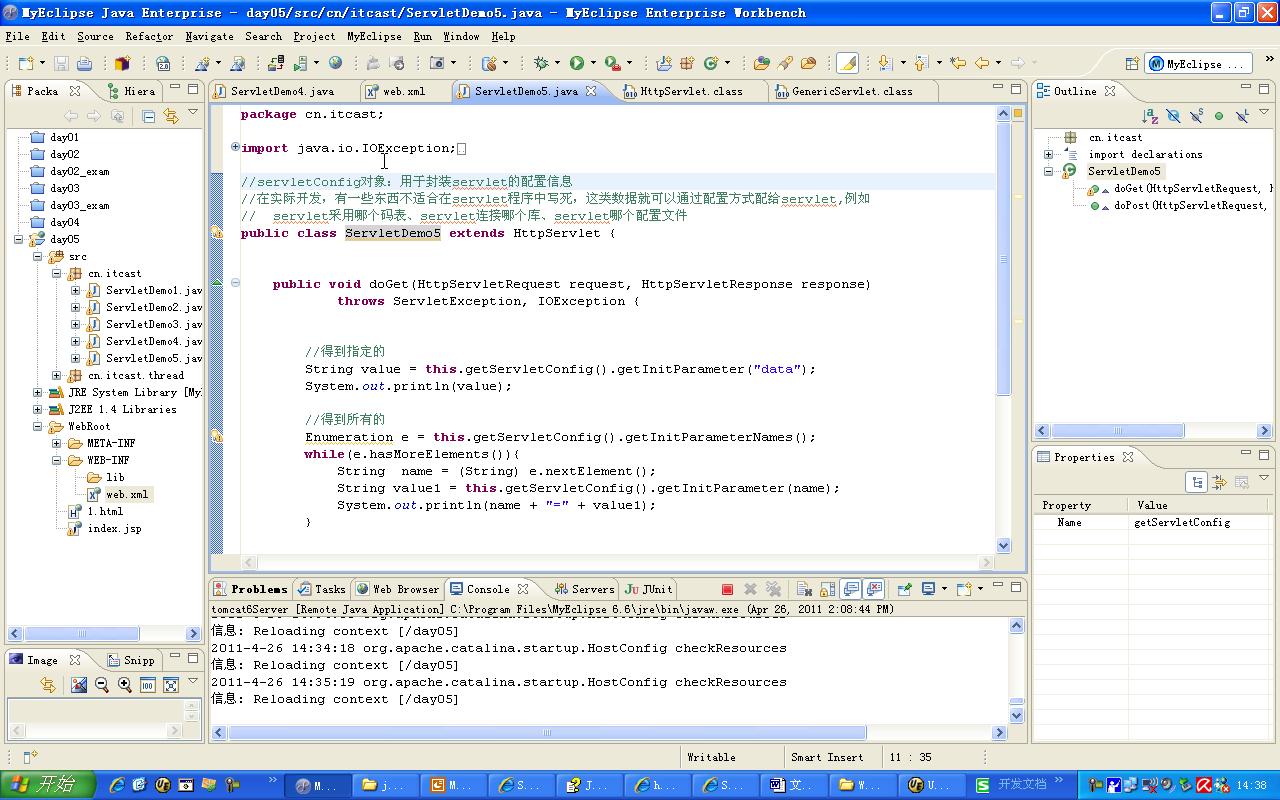 MyEclipse Java Enterprise - day05/src/cn/itcast/ServletDemo5.java - MyEclipse Enterprise Workbench
File Edit Source Refactor Navigate Search Project MyEclipse Run Window Help
MyEclipse ...
Packa Hiera
day01
day02
day02_exam
day03
day03_exam
day04
day05
src
cn.itcast
ServletDemo1.jav
ServletDemo2.jav
ServletDemo3.jav
ServletDemo4.jav
ServletDemo5.jav
cn.itcast.thread
JRE System Library [My
J2EE 1.4 Libraries
WebRoot
META-INF
WEB-INF
lib
web.xml
1.html
index.jsp
Image Snipp
ServletDemo4.java web.xml ServletDemo5.java HttpServlet.class GenericServlet.class
package cn.itcast;
import java.io.IOException;
//servletConfig对象：用于封装servlet的配置信息
//在实际开发，有一些东西不适合在servlet程序中写死，这类数据就可以通过配置方式配给servlet,例如
// servlet采用哪个码表、servlet连接哪个库、servlet哪个配置文件
public class ServletDemo5 extends HttpServlet {
public void doGet(HttpServletRequest request, HttpServletResponse response)
throws ServletException, IOException {
//得到指定的
String value = this.getServletConfig().getInitParameter("data");
System.out.println(value);
//得到所有的
Enumeration e = this.getServletConfig().getInitParameterNames();
while(e.hasMoreElements()){
String name = (String) e.nextElement();
String value1 = this.getServletConfig().getInitParameter(name);
System.out.println(name + "=" + value1);
}
Outline
cn.itcast
import declarations
ServletDemo5
doGet(HttpServletRequest, H
doPost(HttpServletRequest,
Properties
Property Value
Name getServletConfig
Problems Tasks Web Browser Console Servers JUnit
tomcat6Server [Remote Java Application] C:\Program Files\MyEclipse 6.6\jre\bin\javaw.exe (Apr 26, 2011 2:08:44 PM)
信息: Reloading context [/day05]
2011-4-26 14:34:18 org.apache.catalina.startup.HostConfig checkResources
信息: Reloading context [/day05]
2011-4-26 14:35:19 org.apache.catalina.startup.HostConfig checkResources
信息: Reloading context [/day05]
Writable Smart Insert 11 : 35
开始 M... j... M... S... J... h... S... 文... W... U... 开发文档 14:38